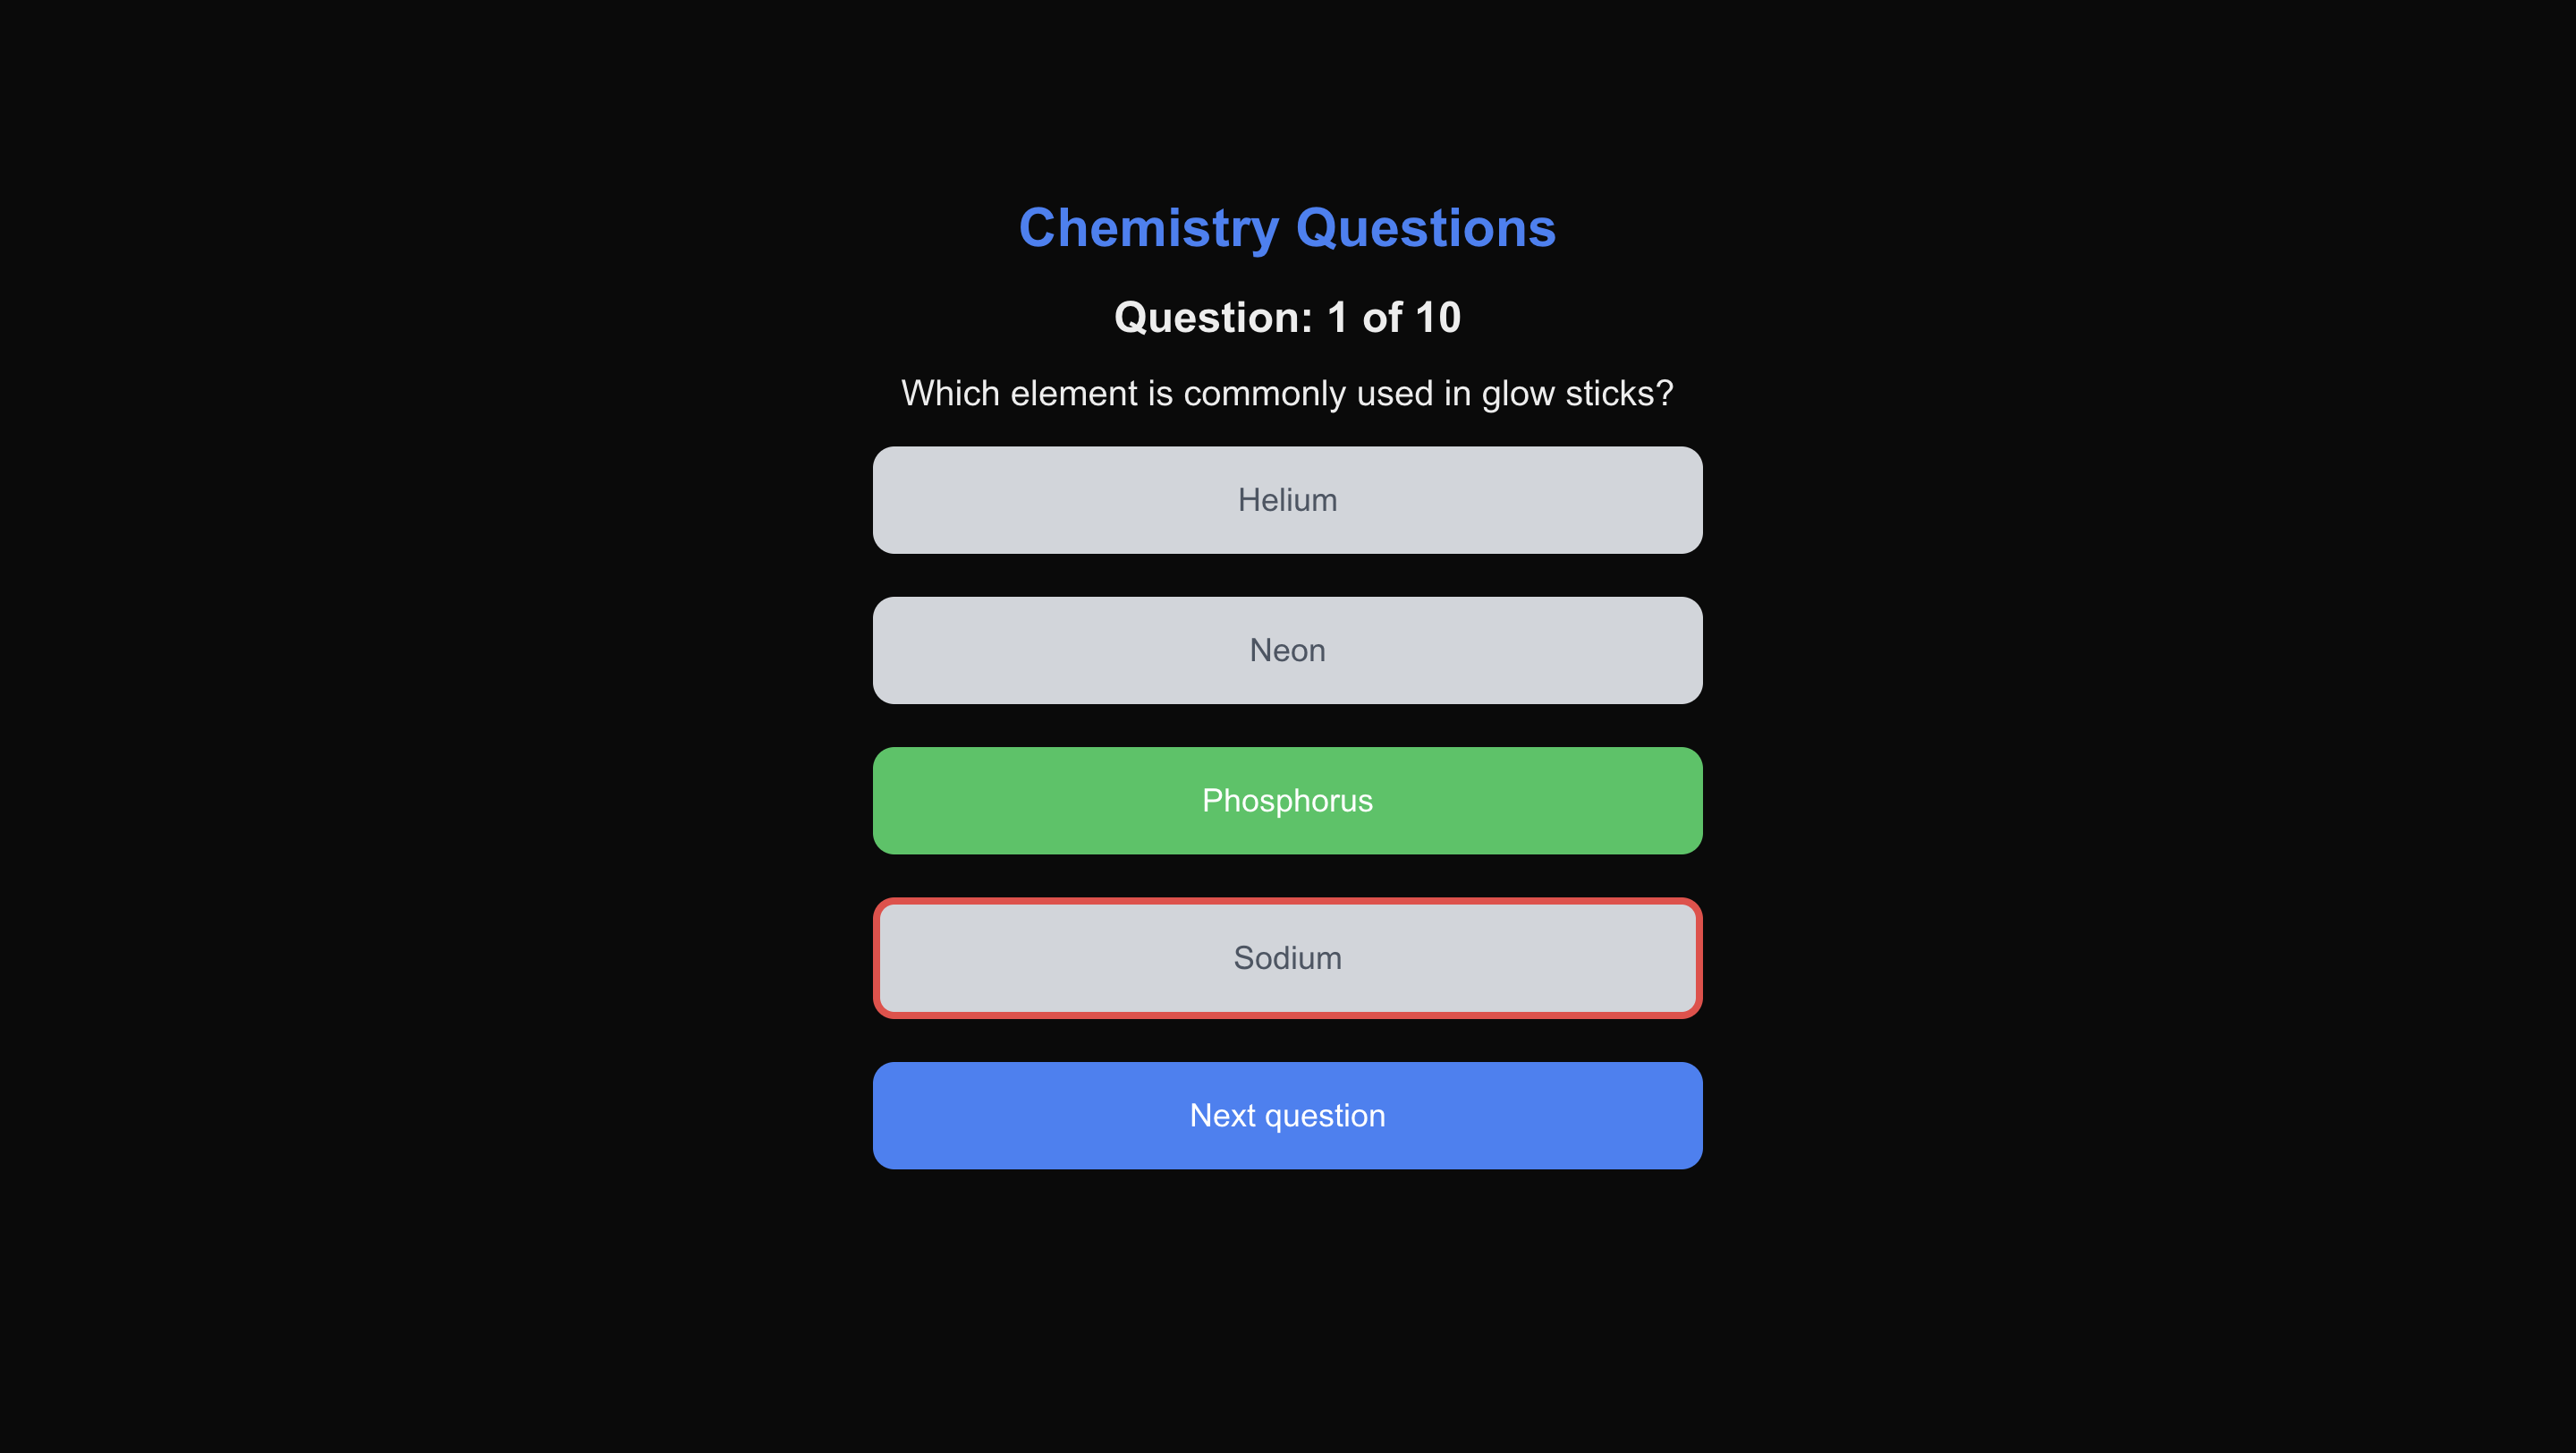 Chemistry Questions
Question: 1 of 10
Which element is commonly used in glow sticks?
Helium
Neon
Phosphorus
Sodium
Next question